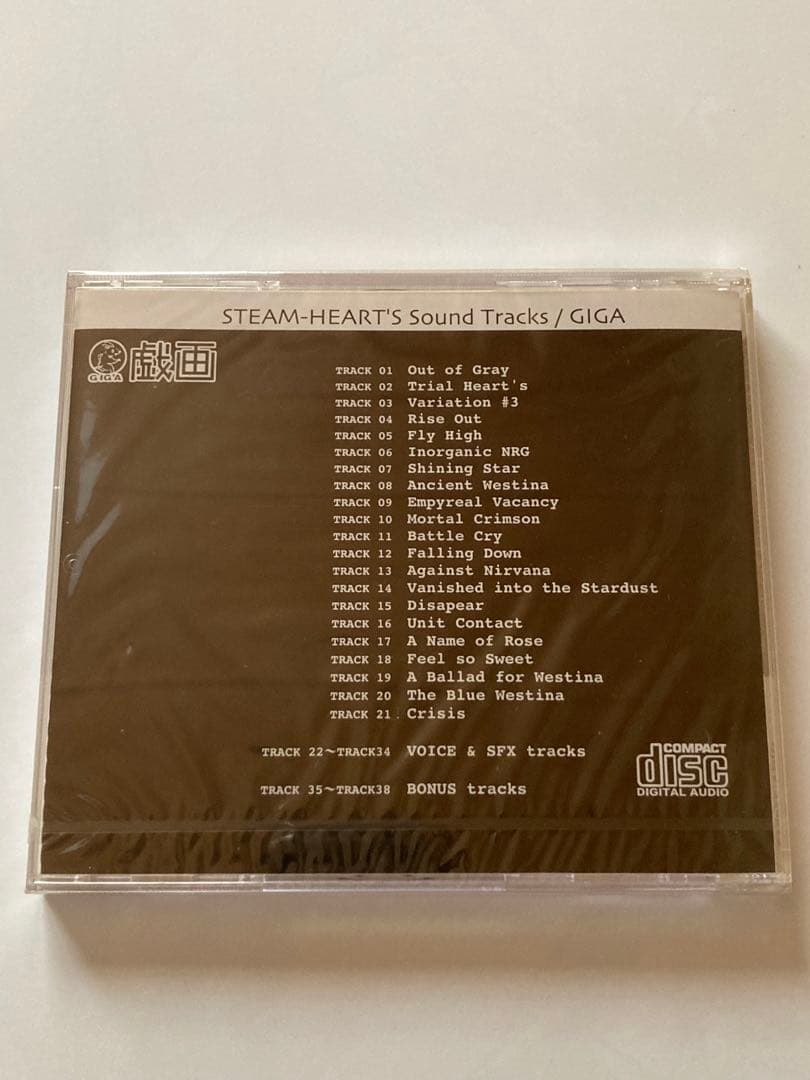 STEAM-HEART'S Sound Tracks / GIGA
GIGA 戯画
TRACK 01 Out of Gray
TRACK 02 Trial Heart's
TRACK 03 Variation #3
TRACK 04 Rise Out
TRACK 05 Fly High
TRACK 06 Inorganic NRG
TRACK 07 Shining Star
TRACK 08 Ancient Westina
TRACK 09 Empyreal Vacancy
TRACK 10 Mortal Crimson
TRACK 11 Battle Cry
TRACK 12 Falling Down
TRACK 13 Against Nirvana
TRACK 14 Vanished into the Stardust
TRACK 15 Disapear
TRACK 16 Unit Contact
TRACK 17 A Name of Rose
TRACK 18 Feel so Sweet
TRACK 19 A Ballad for Westina
TRACK 20 The Blue Westina
TRACK 21 Crisis
TRACK 22〜TRACK34 VOICE & SFX tracks
TRACK 35〜TRACK38 BONUS tracks
COMPACT
disc
DIGITAL AUDIO